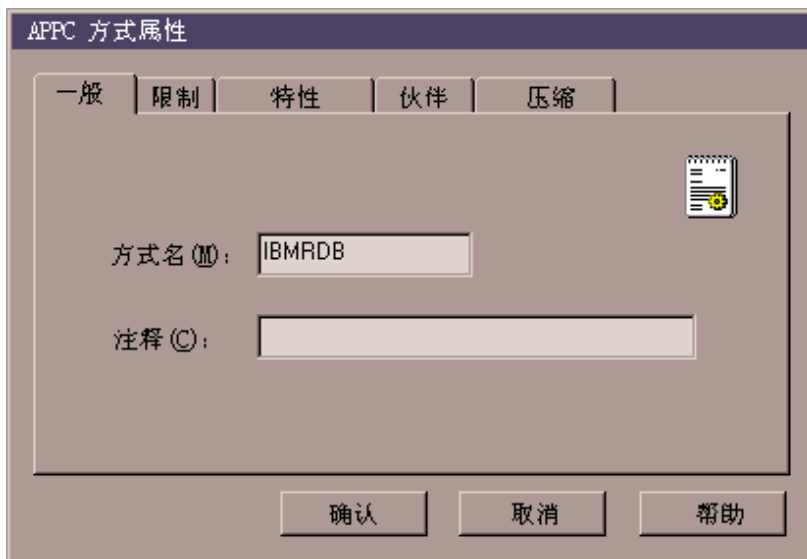 APPC 方式属性
一般 限制 特性 伙伴 压缩
方式名(M): IBMRDB
注释(C):
确认 取消 帮助